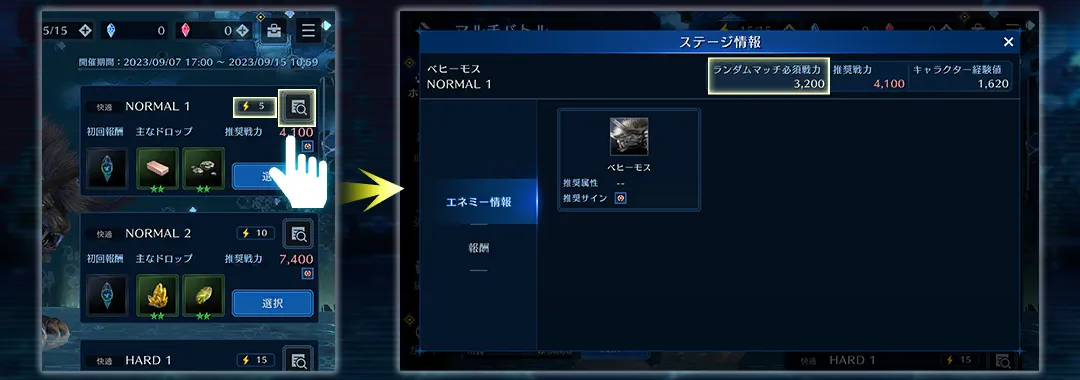 5/15
0
0
開催期間：2023/09/07 17:00 ～ 2023/09/15 10:59
快適 NORMAL 1
5
初回報酬 主なドロップ 推奨戦力 4,100
★★ ★★
快適 NORMAL 2
10
初回報酬 主なドロップ 推奨戦力 7,400
★★ ★★
選択
快適 HARD 1
15
マルチバトル
ステージ情報
ベヒーモス
NORMAL 1
ランダムマッチ必須戦力 3,200
推奨戦力 4,100
キャラクター経験値 1,620
エネミー情報
報酬
ベヒーモス
推奨属性 --
推奨サイン
HARD 1
15